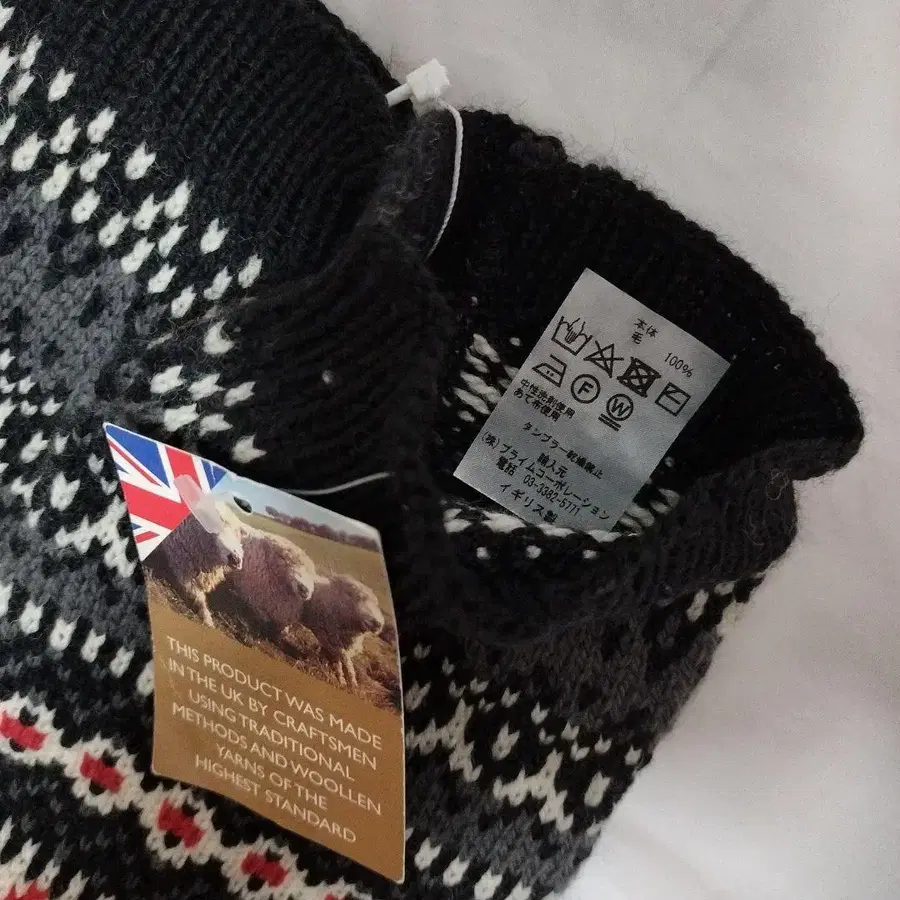 本体
毛 100%
F
W
中性洗剤使用
あて布使用
タンブラー乾燥禁止
輸入元
(株)プライムコーポレーション
電話 03-3382-5771
イギリス製
THIS PRODUCT WAS MADE
IN THE UK BY CRAFTSMEN
USING TRADITIONAL
METHODS AND WOOLLEN
YARNS OF THE
HIGHEST STANDARD